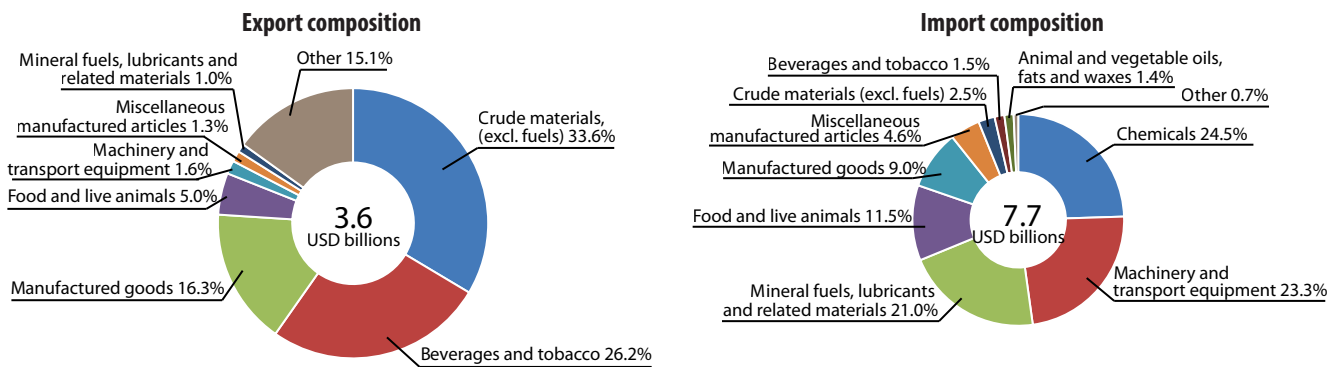 Export composition
Mineral fuels, lubricants and
related materials 1.0%
Other 15.1%
Miscellaneous
manufactured articles 1.3%
Machinery and
transport equipment 1.6%
Food and live animals 5.0%
Manufactured goods 16.3%
Crude materials,
(excl. fuels) 33.6%
3.6
USD billions
Beverages and tobacco 26.2%
Import composition
Beverages and tobacco 1.5%
Animal and vegetable oils,
fats and waxes 1.4%
Crude materials (excl. fuels) 2.5%
Other 0.7%
Miscellaneous
manufactured articles 4.6%
Chemicals 24.5%
Manufactured goods 9.0%
Food and live animals 11.5%
7.7
USD billions
Mineral fuels, lubricants
and related materials 21.0%
Machinery and
transport equipment 23.3%